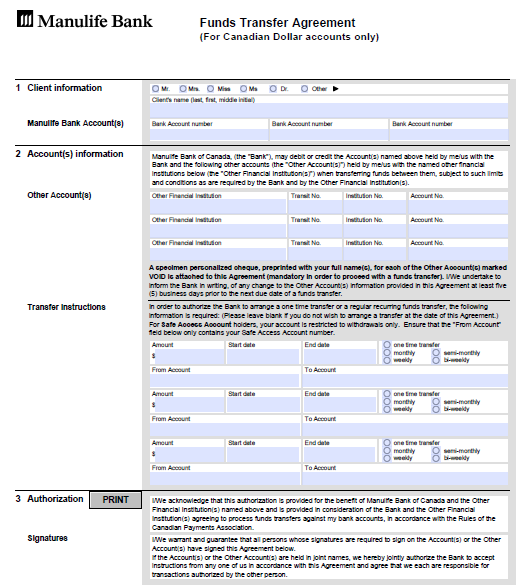 Manulife Bank
Funds Transfer Agreement
(For Canadian Dollar accounts only)
1 Client information
Mr. Mrs. Miss Ms Dr. Other
Client's name (last, first, middle initial)
Manulife Bank Account(s)
Bank Account number Bank Account number Bank Account number
2 Account(s) information
Manulife Bank of Canada, (the "Bank"), may debit or credit the Account(s) named above held by me/us with the
Bank and the following other accounts (the "Other Account(s)") held by me/us with the named other financial
institutions below (the "Other Financial Institution(s)") when transferring funds between them, subject to such limits
and conditions as are required by the Bank and by the Other Financial Institution(s).
Other Account(s)
Other Financial Institution Transit No. Institution No. Account No.
Other Financial Institution Transit No. Institution No. Account No.
Other Financial Institution Transit No. Institution No. Account No.
A specimen personalized cheque, preprinted with your full name(s), for each of the Other Account(s) marked
VOID is attached to this Agreement (mandatory in order to proceed with a funds transfer). I/We undertake to
inform the Bank in writing, of any change to the Other Account(s) information provided in this Agreement at least five
(5) business days prior to the next due date of a funds transfer.
Transfer Instructions
In order to authorize the Bank to arrange a one time transfer or a regular recurring funds transfer, the following
information is required: (Please leave blank if you do not wish to arrange a transfer at the date of this Agreement.)
For Safe Access Account holders, your account is restricted to withdrawals only. Ensure that the "From Account"
field below only contains your Safe Access Account number.
Amount Start date End date one time transfer
$ monthly semi-monthly
weekly bi-weekly
From Account To Account
Amount Start date End date one time transfer
$ monthly semi-monthly
weekly bi-weekly
From Account To Account
Amount Start date End date one time transfer
$ monthly semi-monthly
weekly bi-weekly
From Account To Account
3 Authorization PRINT
I/We acknowledge that this authorization is provided for the benefit of Manulife Bank of Canada and the Other
Financial Institution(s) named above and is provided in consideration of the Bank and the Other Financial
Institution(s) agreeing to process funds transfers against my bank accounts, in accordance with the Rules of the
Canadian Payments Association.
Signatures
I/We warrant and guarantee that all persons whose signatures are required to sign on the Account(s) or the Other
Account(s) have signed this Agreement below.
If the Account(s) or the Other Account(s) are held in joint names, we hereby jointly authorize the Bank to accept
instructions from any one of us in accordance with this Agreement and agree that we each are responsible for
transactions authorized by the other person.